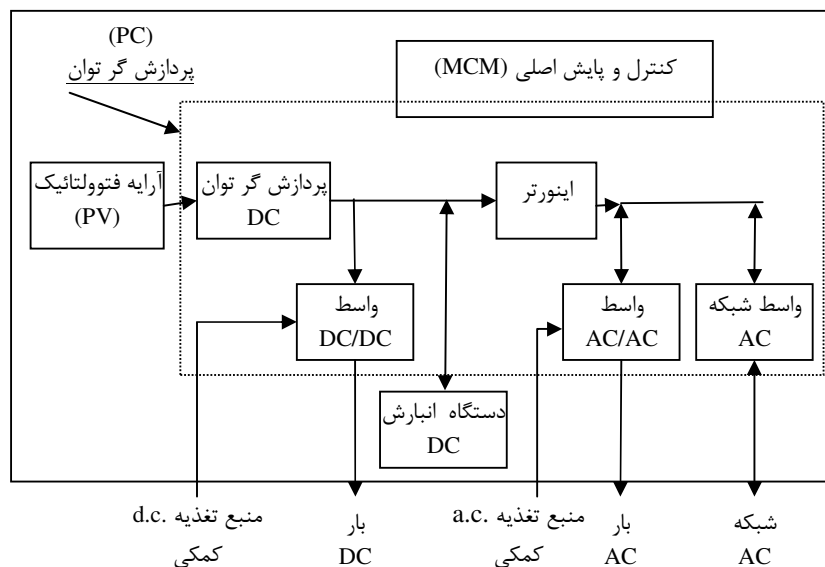 (PC)
پردازش گر توان
کنترل و پایش اصلی (MCM)
آرایه فتوولتائیک
(PV)
پردازش گر توان
DC
اینورتر
واسط
DC/DC
واسط
AC/AC
واسط شبکه
AC
دستگاه انبارش
DC
منبع تغذیه d.c.
کمکی
بار
DC
منبع تغذیه a.c.
کمکی
بار
AC
شبکه
AC